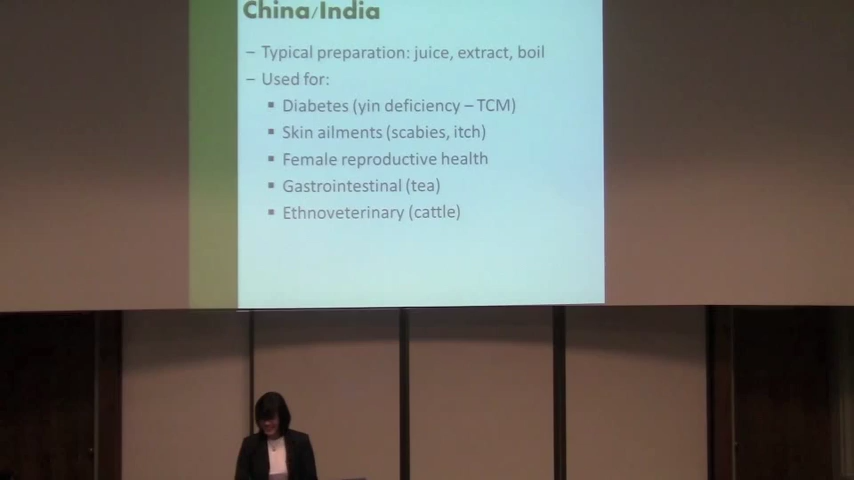 China/India
– Typical preparation: juice, extract, boil
– Used for:
▪ Diabetes (yin deficiency – TCM)
▪ Skin ailments (scabies, itch)
▪ Female reproductive health
▪ Gastrointestinal (tea)
▪ Ethnoveterinary (cattle)